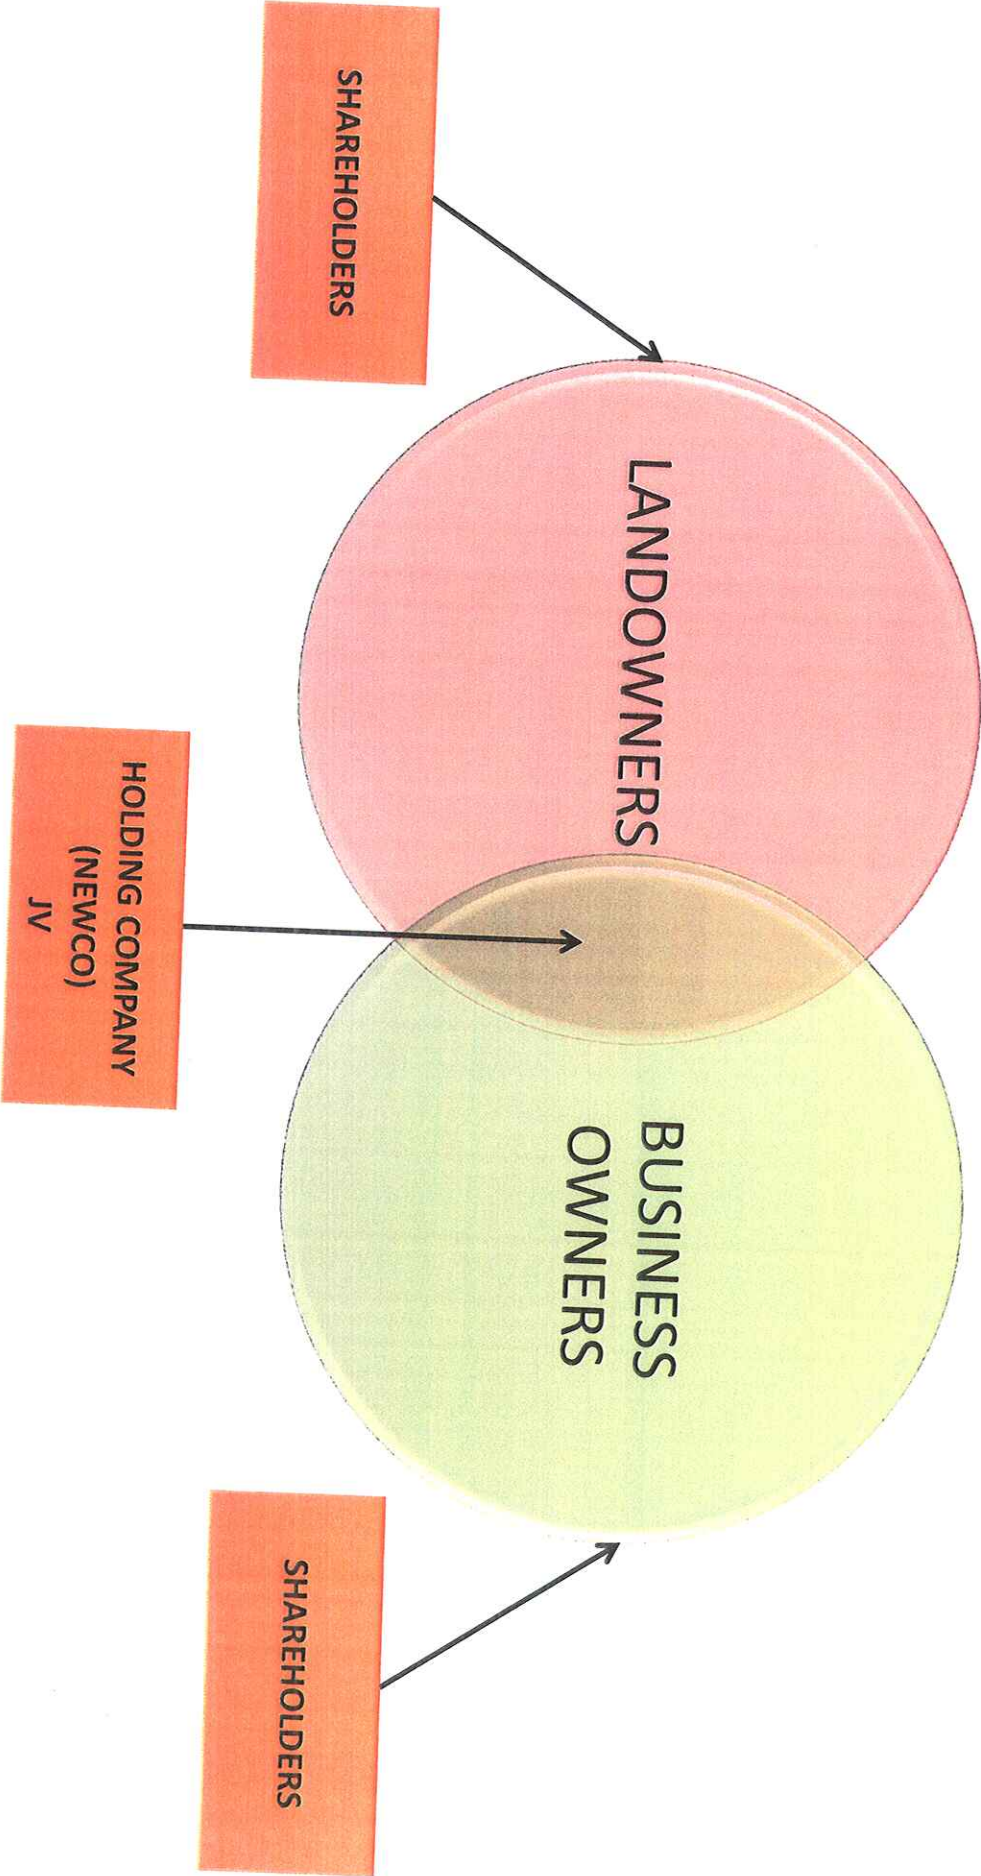 LANDOWNERS
BUSINESS
OWNERS
SHAREHOLDERS
HOLDING COMPANY
(NEWCO)
JV
SHAREHOLDERS